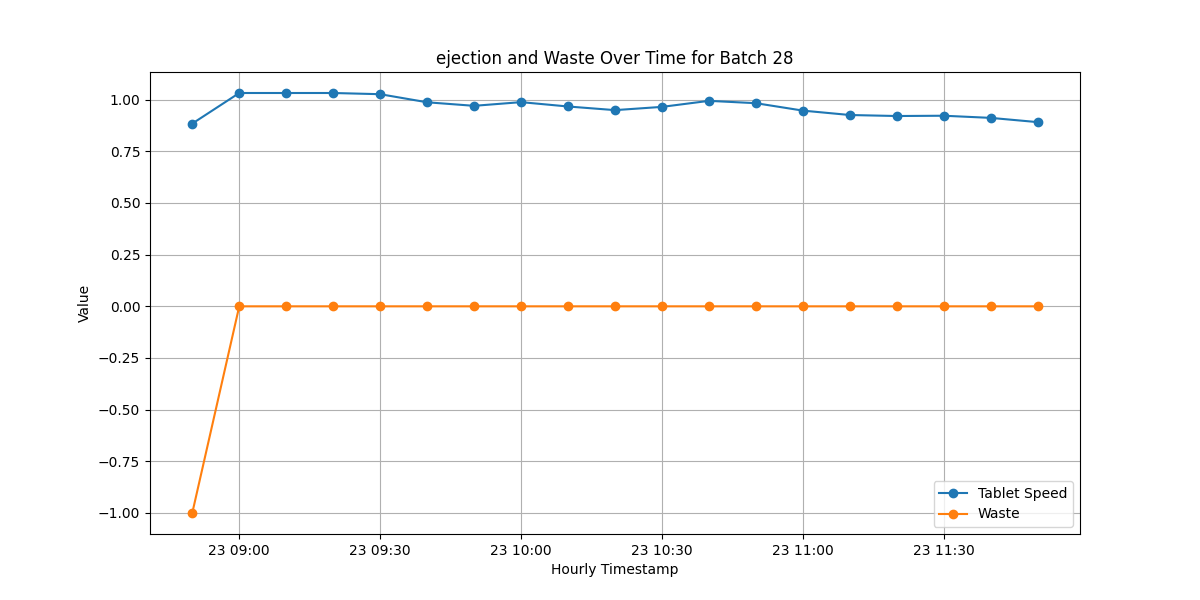 ejection and Waste Over Time for Batch 28
1.00
0.75
0.50
0.25
0.00
−0.25
−0.50
−0.75
−1.00
Value
23 09:00 23 09:30 23 10:00 23 10:30 23 11:00 23 11:30
Hourly Timestamp
Tablet Speed
Waste